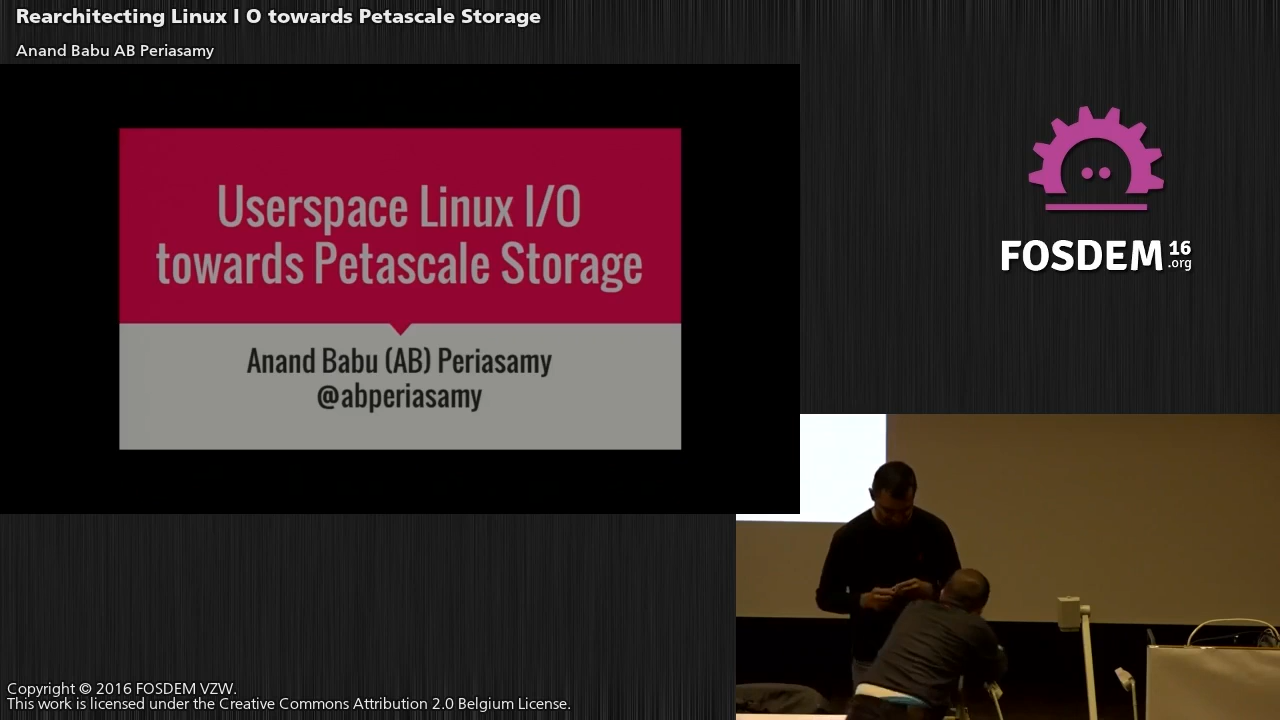 Rearchitecting Linux I O towards Petascale Storage
Anand Babu AB Periasamy
Userspace Linux I/O
towards Petascale Storage
Anand Babu (AB) Periasamy
@abperiasamy
FOSDEM 16
.org
Copyright © 2016 FOSDEM VZW.
This work is licensed under the Creative Commons Attribution 2.0 Belgium License.